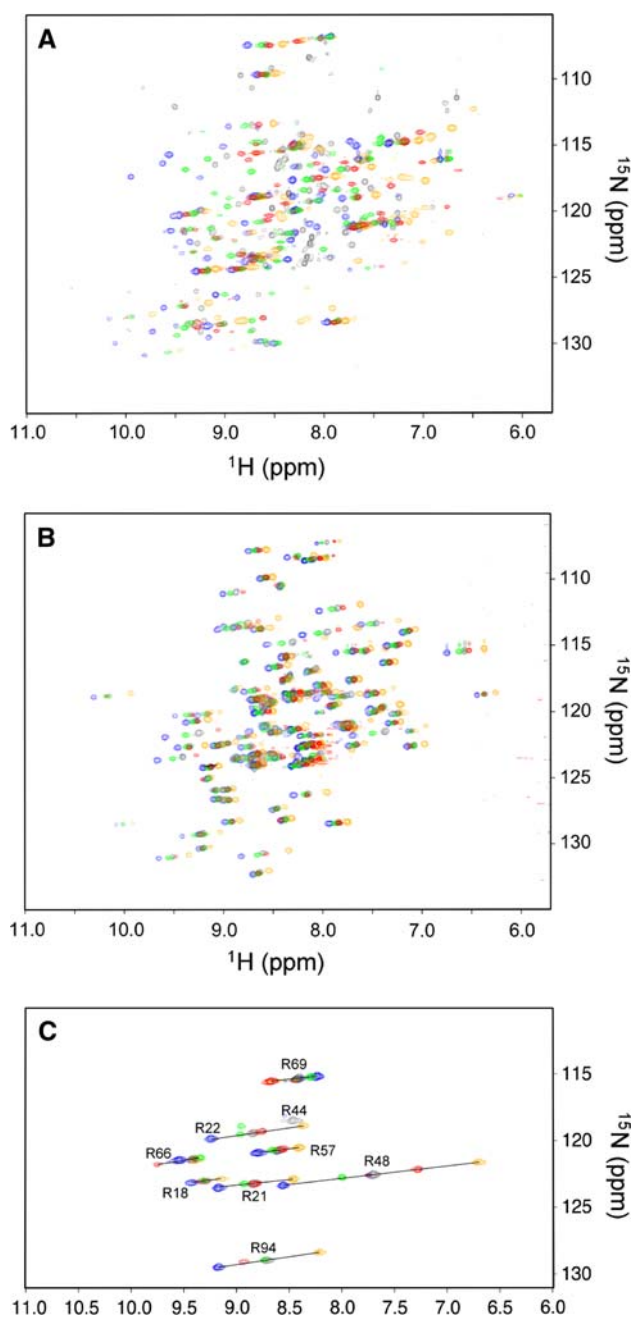 A
110
115
120
125
130
¹⁵N (ppm)
11.0 10.0 9.0 8.0 7.0 6.0
¹H (ppm)
B
110
115
120
125
130
¹⁵N (ppm)
11.0 10.0 9.0 8.0 7.0 6.0
¹H (ppm)
C
R69
115
R44
R22
120
R66
R57
R48
R18 R21
125
R94
130
¹⁵N (ppm)
11.0 10.5 10.0 9.5 9.0 8.5 8.0 7.5 7.0 6.5 6.0